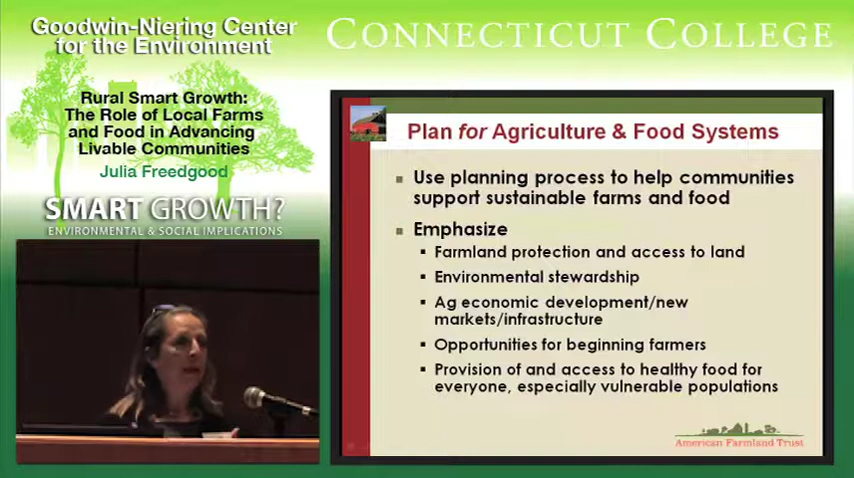 Goodwin-Niering Center
for the Environment
CONNECTICUT COLLEGE
Rural Smart Growth:
The Role of Local Farms
and Food in Advancing
Livable Communities
Julia Freedgood
SMART GROWTH?
ENVIRONMENTAL & SOCIAL IMPLICATIONS
Plan for Agriculture & Food Systems
Use planning process to help communities
support sustainable farms and food
Emphasize
Farmland protection and access to land
Environmental stewardship
Ag economic development/new
markets/infrastructure
Opportunities for beginning farmers
Provision of and access to healthy food for
everyone, especially vulnerable populations
American Farmland Trust